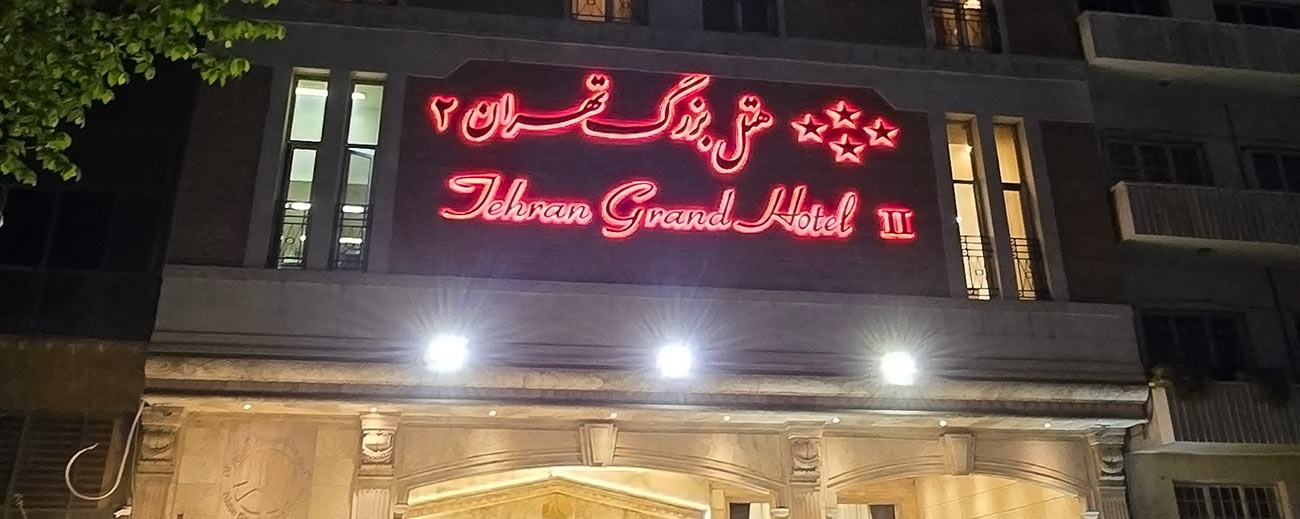 هتل بزرگ تهران ۲
Tehran Grand Hotel II